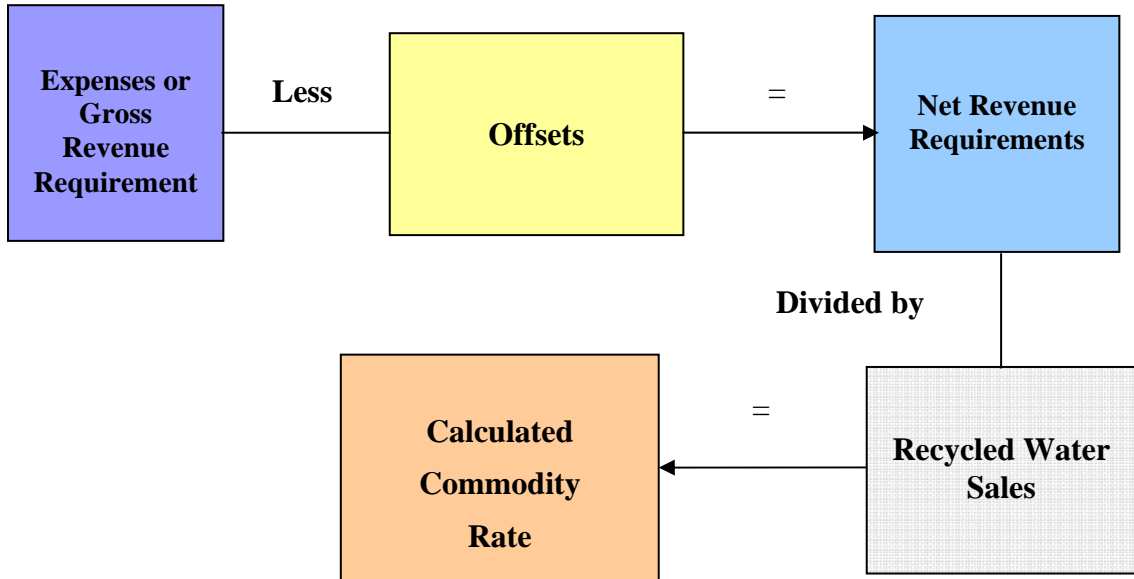 Expenses or
Gross
Revenue
Requirement
Less
Offsets
=
Net Revenue
Requirements
Divided by
Recycled Water
Sales
=
Calculated
Commodity
Rate